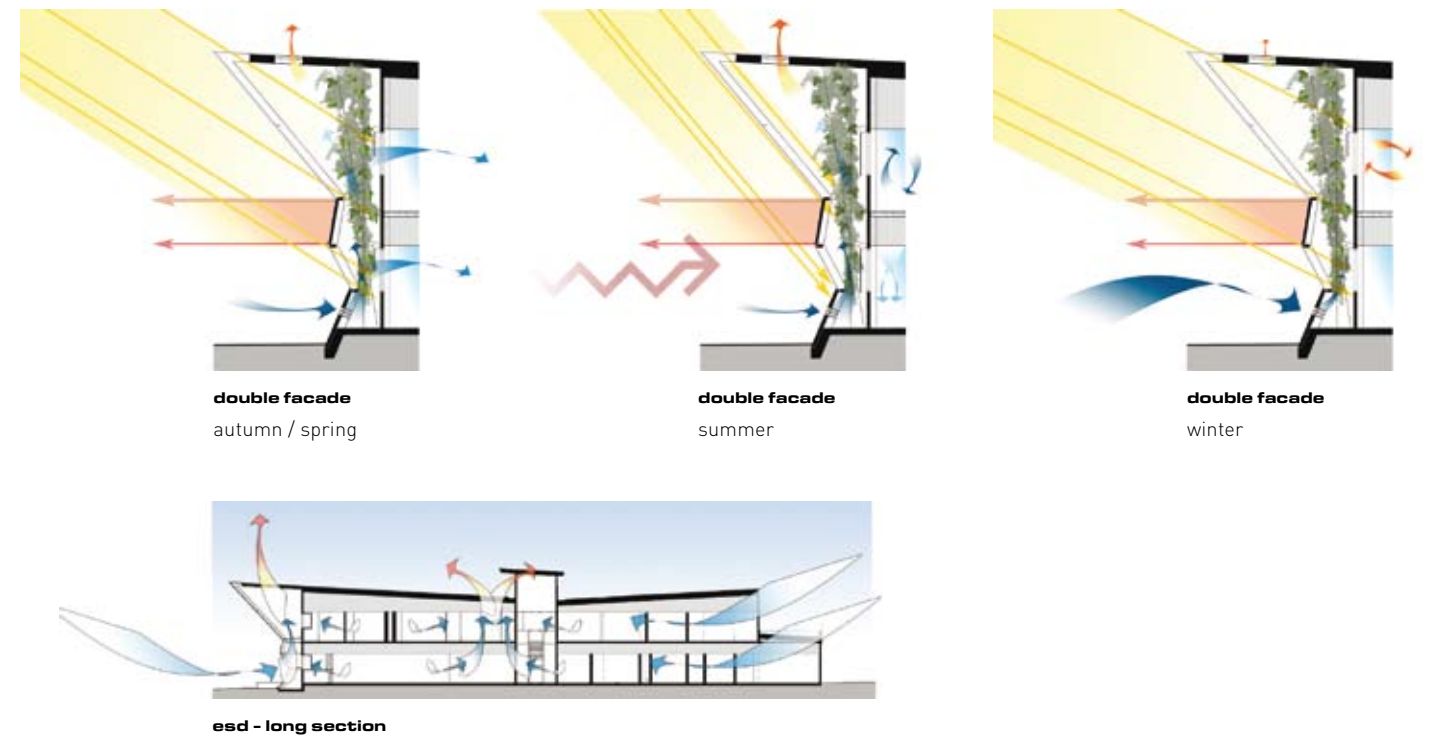 double facade
autumn / spring
double facade
summer
double facade
winter
esd - long section